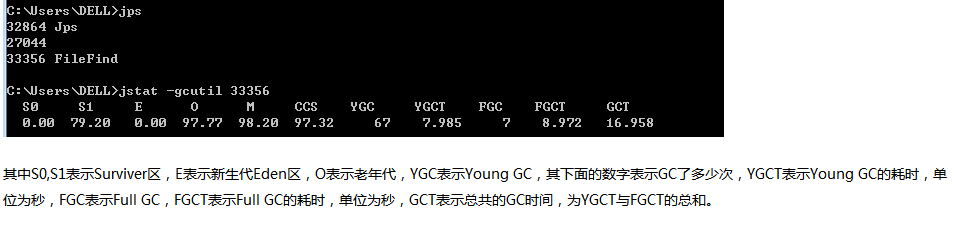 C:\Users\DELL>jps
32864 Jps
27044
33356 FileFind
C:\Users\DELL>jstat -gcutil 33356
S0 S1 E O M CCS YGC YGCT FGC FGCT GCT
0.00 79.20 0.00 97.77 98.20 97.32 67 7.985 7 8.972 16.958
其中S0,S1表示Surviver区，E表示新生代Eden区，O表示老年代，YGC表示Young GC，其下面的数字表示GC了多少次，YGCT表示Young GC的耗时，单
位为秒，FGC表示Full GC，FGCT表示Full GC的耗时，单位为秒，GCT表示总共的GC时间，为YGCT与FGCT的总和。